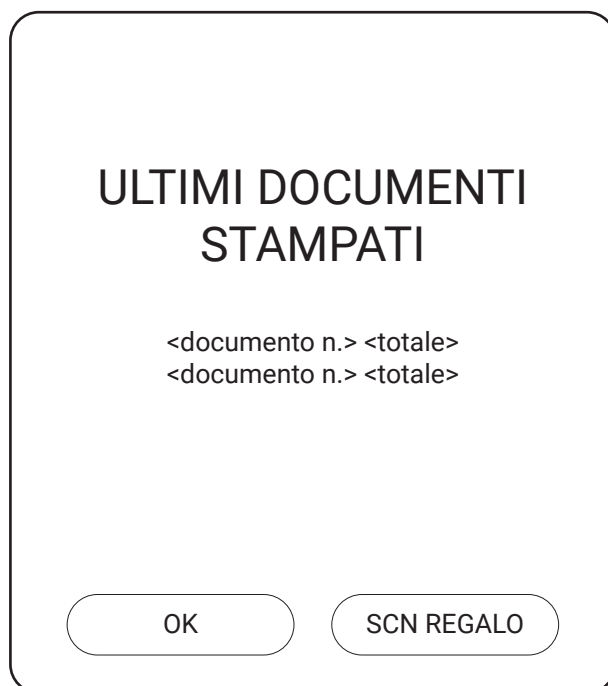 ULTIMI DOCUMENTI
STAMPATI
<documento n.> <totale>
<documento n.> <totale>
OK
SCN REGALO